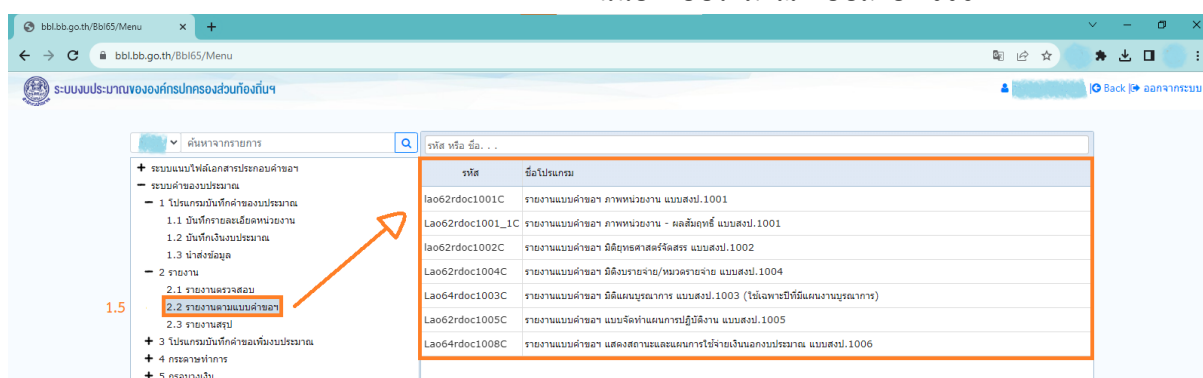 bbl.bb.go.th/Bbl65/Menu
bbl.bb.go.th/Bbl65/Menu
ระบบงบประมาณขององค์กรปกครองส่วนท้องถิ่นฯ
Back ออกจากระบบ
ค้นหาจากรายการ
รหัส หรือ ชื่อ. . .
ระบบแนบไฟล์เอกสารประกอบคำขอฯ
ระบบคำของบประมาณ
1 โปรแกรมบันทึกคำของบประมาณ
1.1 บันทึกรายละเอียดหน่วยงาน
1.2 บันทึกเงินงบประมาณ
1.3 นำส่งข้อมูล
2 รายงาน
2.1 รายงานตรวจสอบ
1.5
2.2 รายงานตามแบบคำขอฯ
2.3 รายงานสรุป
3 โปรแกรมบันทึกคำขอเพิ่มงบประมาณ
4 กระดาษทำการ
5 กรอบวงเงิน
รหัส ชื่อโปรแกรม
lao62rdoc1001C รายงานแบบคำขอฯ ภาพหน่วยงาน แบบสงป.1001
Lao62rdoc1001_1C รายงานแบบคำขอฯ ภาพหน่วยงาน - ผลสัมฤทธิ์ แบบสงป.1001
lao62rdoc1002C รายงานแบบคำขอฯ มิติยุทธศาสตร์จัดสรร แบบสงป.1002
Lao62rdoc1004C รายงานแบบคำขอฯ มิติงบรายจ่าย/หมวดรายจ่าย แบบสงป.1004
Lao64rdoc1003C รายงานแบบคำขอฯ มิติแผนบูรณาการ แบบสงป.1003 (ใช้เฉพาะปีที่มีแผนงานบูรณาการ)
Lao62rdoc1005C รายงานแบบคำขอฯ แบบจัดทำแผนการปฏิบัติงาน แบบสงป.1005
Lao64rdoc1008C รายงานแบบคำขอฯ แสดงสถานะและแผนการใช้จ่ายเงินนอกงบประมาณ แบบสงป.1006